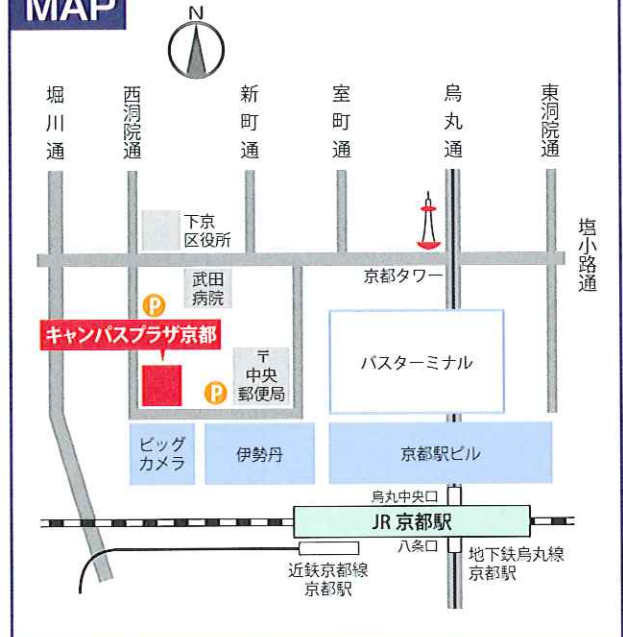 MAP
N
堀川通
西洞院通
新町通
室町通
烏丸通
東洞院通
塩小路通
下京
区役所
武田
病院
京都タワー
P
キャンパスプラザ京都
〒
中央
郵便局
P
バスターミナル
ビッグ
カメラ
伊勢丹
京都駅ビル
烏丸中央口
JR 京都駅
八条口
近鉄京都線
京都駅
地下鉄烏丸線
京都駅